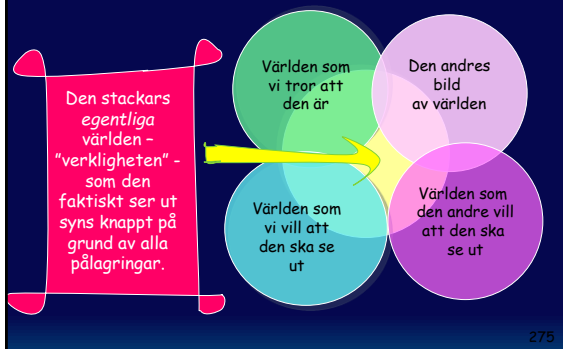 Den stackars
egentliga
världen –
"verkligheten" -
som den
faktiskt ser ut
syns knappt på
grund av alla
pålagringar.
Världen som
vi tror att
den är
Den andres
bild
av världen
Världen som
vi vill att
den ska se
ut
Världen som
den andre vill
att den ska
se ut
275